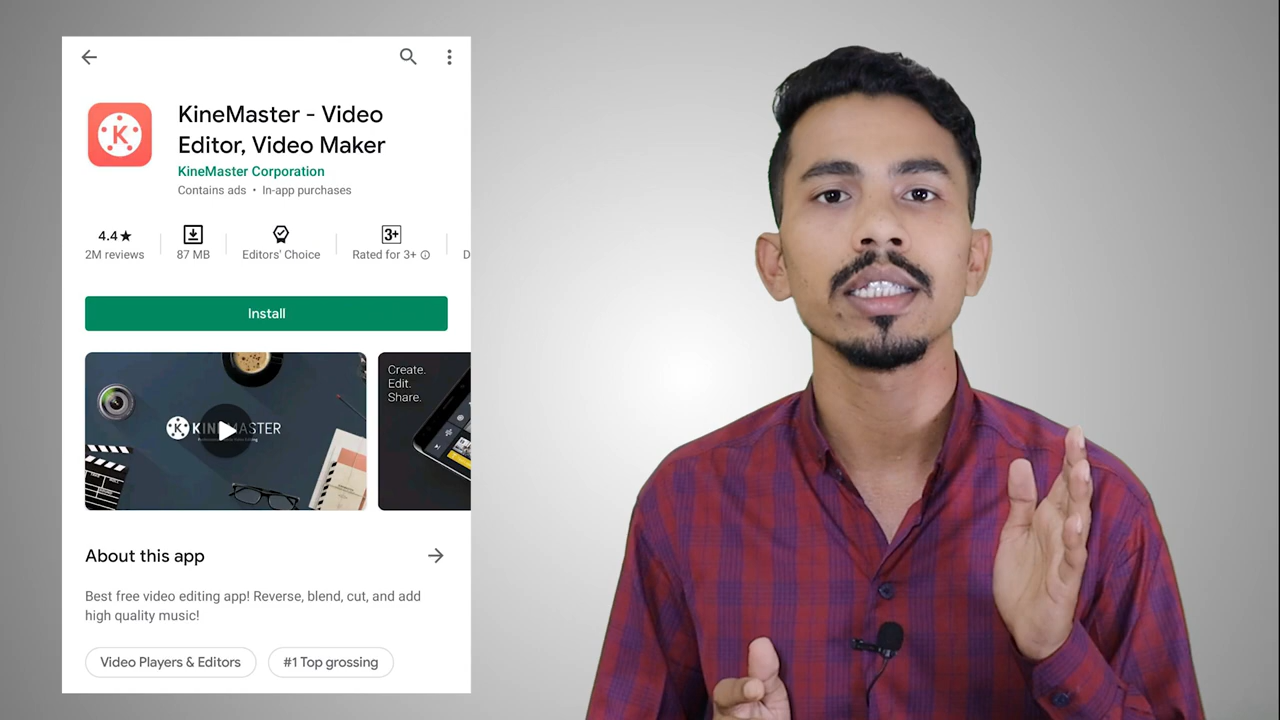 KineMaster - Video
Editor, Video Maker
KineMaster Corporation
Contains ads • In-app purchases
4.4★
2M reviews
87 MB
Editors' Choice
3+
Rated for 3+
D
Install
K
KINEMASTER
Create.
Edit.
Share.
About this app
Best free video editing app! Reverse, blend, cut, and add
high quality music!
Video Players & Editors
#1 Top grossing